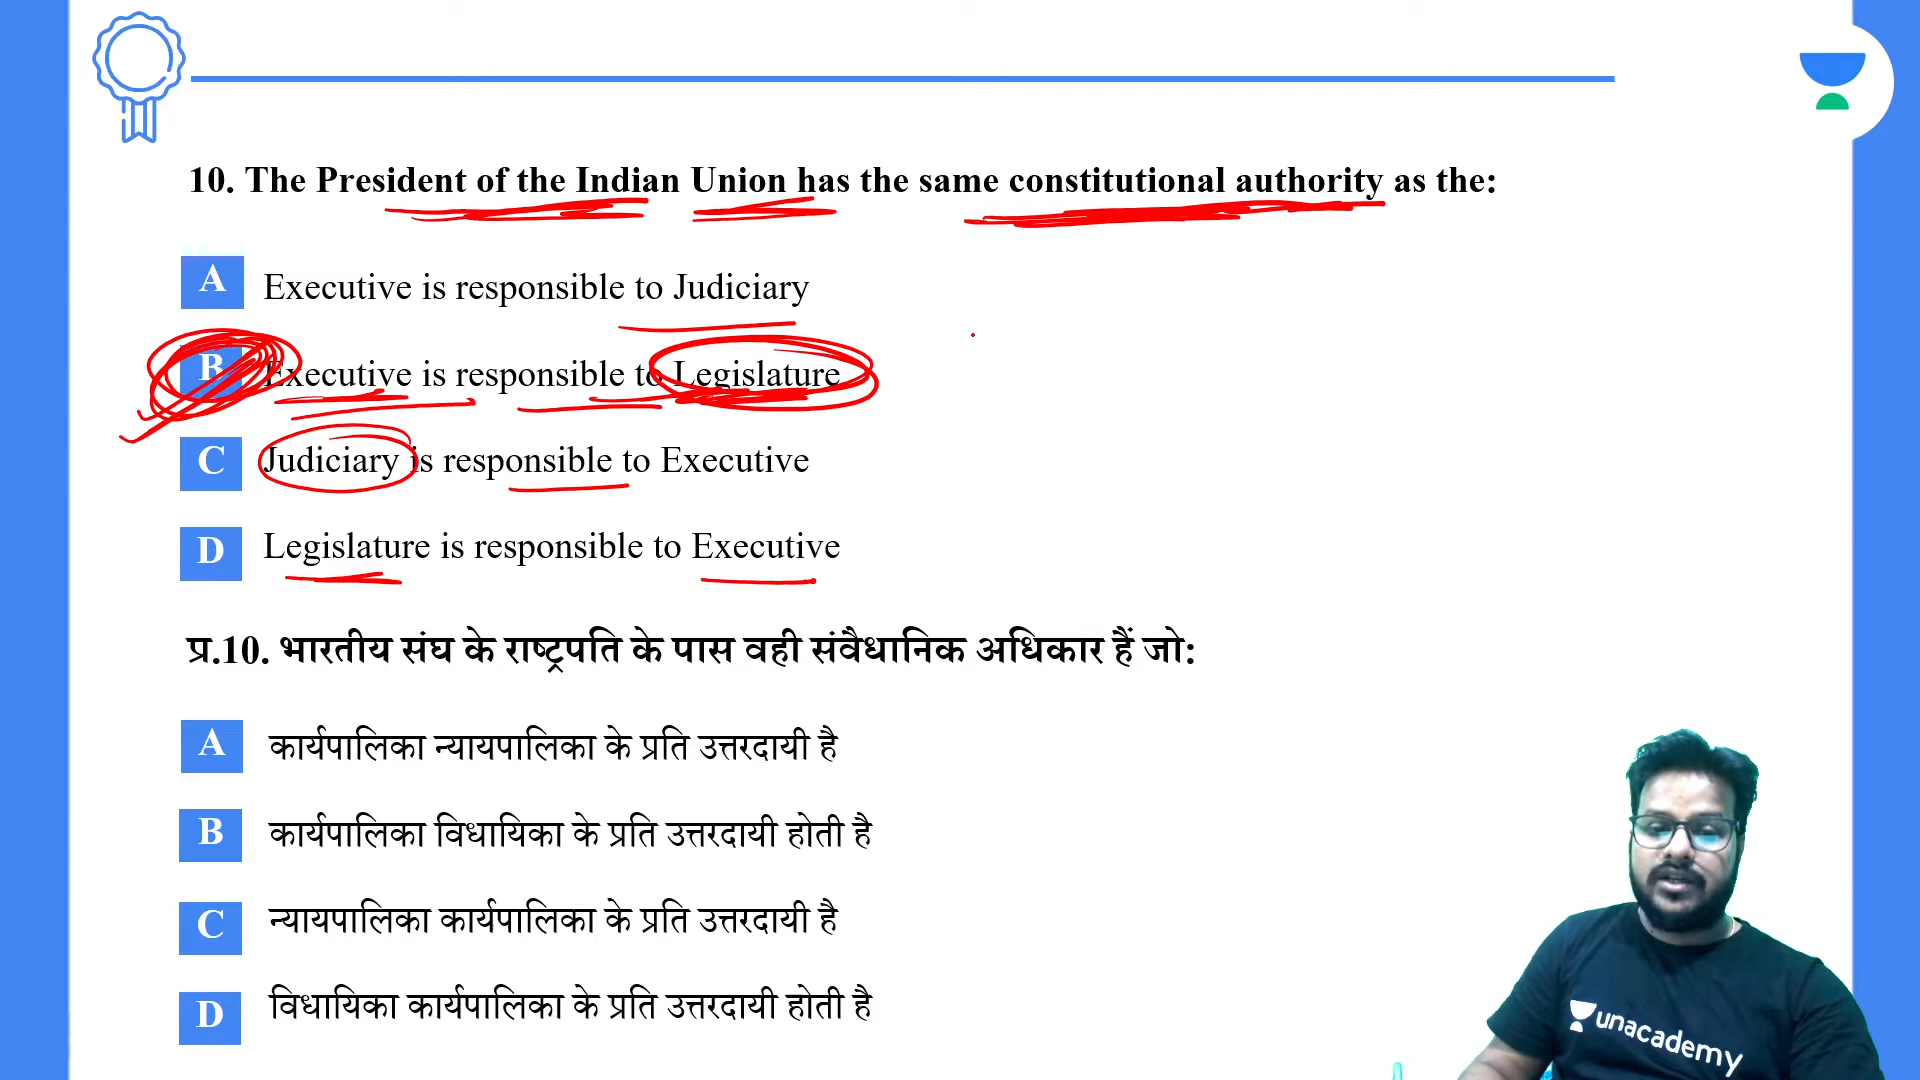 10. The President of the Indian Union has the same constitutional authority as the:
A Executive is responsible to Judiciary
B Executive is responsible to Legislature
C Judiciary is responsible to Executive
D Legislature is responsible to Executive
प्र.10. भारतीय संघ के राष्ट्रपति के पास वही संवैधानिक अधिकार हैं जो:
A कार्यपालिका न्यायपालिका के प्रति उत्तरदायी है
B कार्यपालिका विधायिका के प्रति उत्तरदायी होती है
C न्यायपालिका कार्यपालिका के प्रति उत्तरदायी है
D विधायिका कार्यपालिका के प्रति उत्तरदायी होती है
unacademy